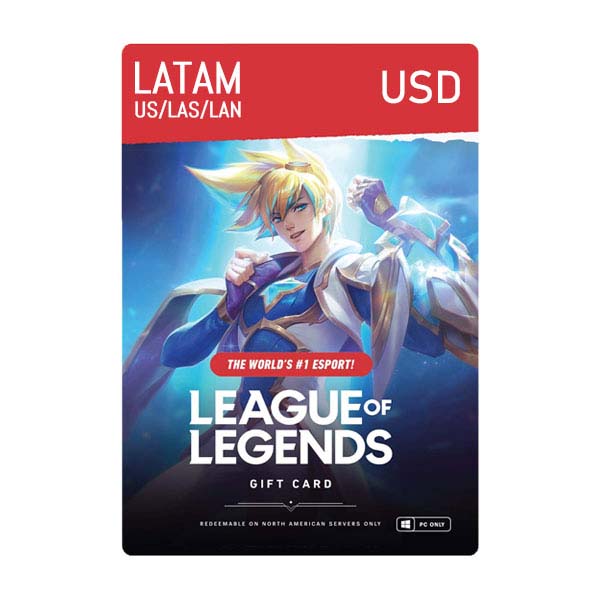 LATAM
US/LAS/LAN
USD
THE WORLD'S #1 ESPORT!
LEAGUE OF
LEGENDS
GIFT CARD
REDEEMABLE ON NORTH AMERICAN SERVERS ONLY
PC ONLY